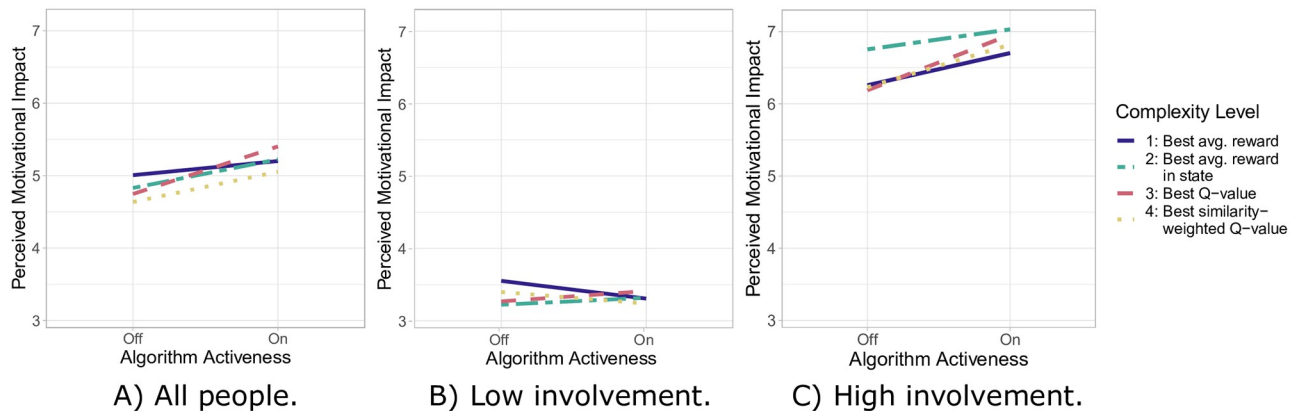 Perceived Motivational Impact
7
6
5
4
3
Off
On
Algorithm Activeness
A) All people.
Perceived Motivational Impact
7
6
5
4
3
Off
On
Algorithm Activeness
B) Low involvement.
Perceived Motivational Impact
7
6
5
4
3
Off
On
Algorithm Activeness
C) High involvement.
Complexity Level
1: Best avg. reward
2: Best avg. reward
in state
3: Best Q−value
4: Best similarity−
weighted Q−value